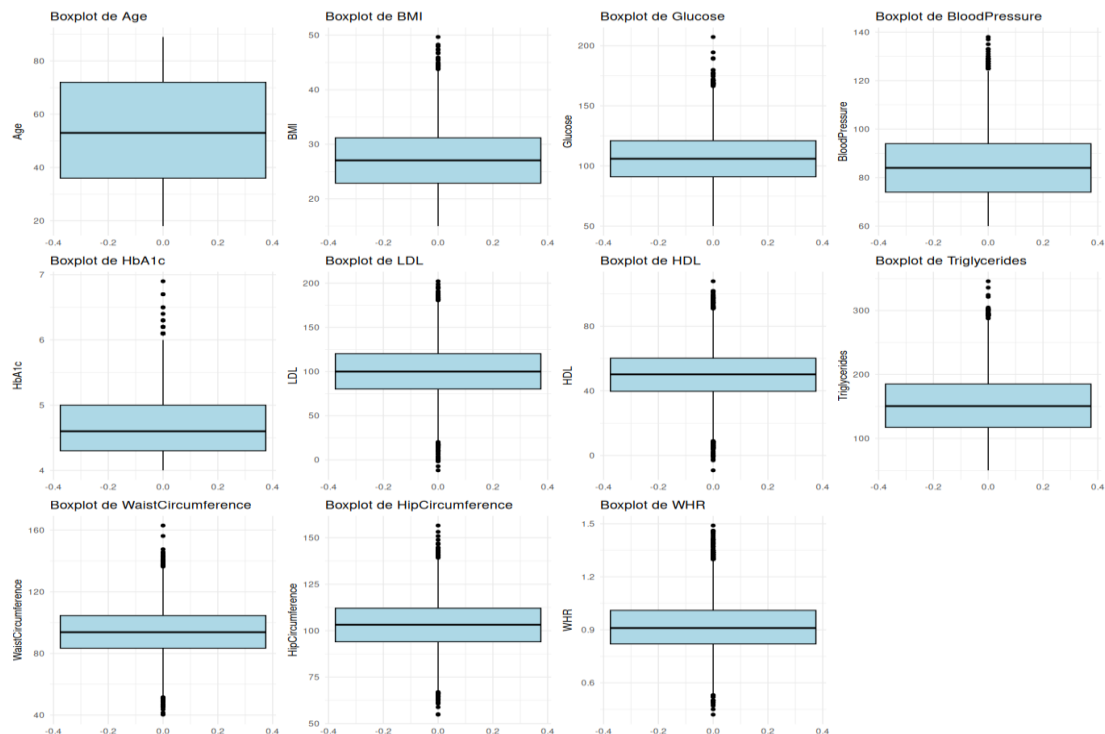 Boxplot de Age
Boxplot de BMI
Boxplot de Glucose
Boxplot de BloodPressure
Age
80
60
40
20
-0.4 -0.2 0.0 0.2 0.4
BMI
50
40
30
20
-0.4 -0.2 0.0 0.2 0.4
Glucose
200
150
100
50
-0.4 -0.2 0.0 0.2 0.4
BloodPressure
140
120
100
80
60
-0.4 -0.2 0.0 0.2 0.4
Boxplot de HbA1c
Boxplot de LDL
Boxplot de HDL
Boxplot de Triglycerides
HbA1c
7
6
5
4
-0.4 -0.2 0.0 0.2 0.4
LDL
200
150
100
50
0
-0.4 -0.2 0.0 0.2 0.4
HDL
80
40
0
-0.4 -0.2 0.0 0.2 0.4
Triglycerides
300
200
100
-0.4 -0.2 0.0 0.2 0.4
Boxplot de WaistCircumference
Boxplot de HipCircumference
Boxplot de WHR
WaistCircumference
160
120
80
40
-0.4 -0.2 0.0 0.2 0.4
HipCircumference
150
125
100
75
50
-0.4 -0.2 0.0 0.2 0.4
WHR
1.5
1.2
0.9
0.6
-0.4 -0.2 0.0 0.2 0.4